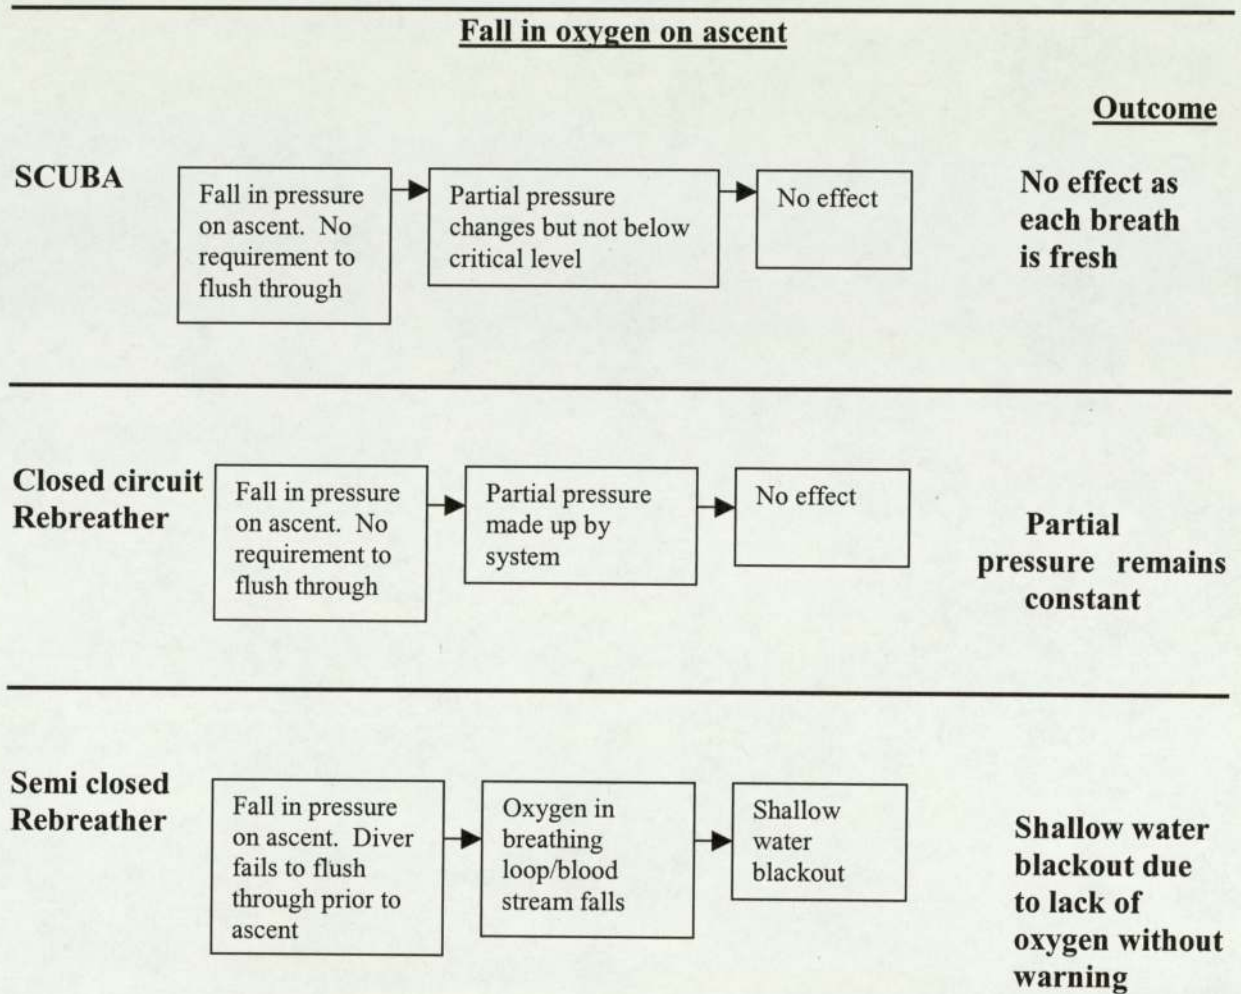 Fall in oxygen on ascent
Outcome
SCUBA
Fall in pressure
on ascent. No
requirement to
flush through
Partial pressure
changes but not below
critical level
No effect
No effect as
each breath
is fresh
Closed circuit
Rebreather
Fall in pressure
on ascent. No
requirement to
flush through
Partial pressure
made up by
system
No effect
Partial
pressure remains
constant
Semi closed
Rebreather
Fall in pressure
on ascent. Diver
fails to flush
through prior to
ascent
Oxygen in
breathing
loop/blood
stream falls
Shallow
water
blackout
Shallow water
blackout due
to lack of
oxygen without
warning